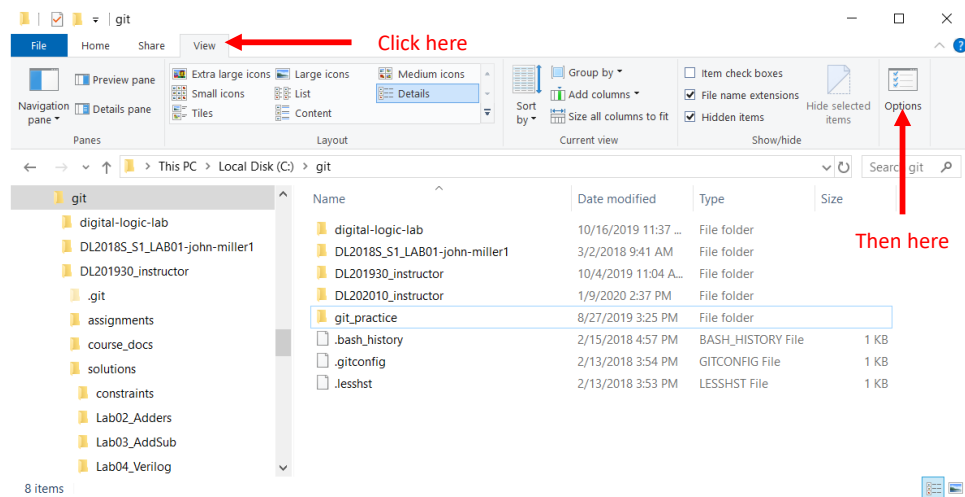 git
File Home Share View Click here
Preview pane
Details pane
Navigation pane
Panes
Extra large icons Large icons Medium icons
Small icons List Details
Tiles Content
Layout
Sort by
Group by
Add columns
Size all columns to fit
Current view
Item check boxes
File name extensions
Hidden items
Hide selected items
Show/hide
Options
This PC > Local Disk (C:) > git
Search git
git
digital-logic-lab
DL2018S_S1_LAB01-john-miller1
DL201930_instructor
.git
assignments
course_docs
solutions
constraints
Lab02_Adders
Lab03_AddSub
Lab04_Verilog
Name Date modified Type Size
digital-logic-lab 10/16/2019 11:37 ... File folder
DL2018S_S1_LAB01-john-miller1 3/2/2018 9:41 AM File folder
DL201930_instructor 10/4/2019 11:04 A... File folder
DL202010_instructor 1/9/2020 2:37 PM File folder
git_practice 8/27/2019 3:25 PM File folder
.bash_history 2/15/2018 4:57 PM BASH_HISTORY File 1 KB
.gitconfig 2/13/2018 3:54 PM GITCONFIG File 1 KB
.lesshst 2/13/2018 3:53 PM LESSHST File 1 KB
Then here
8 items